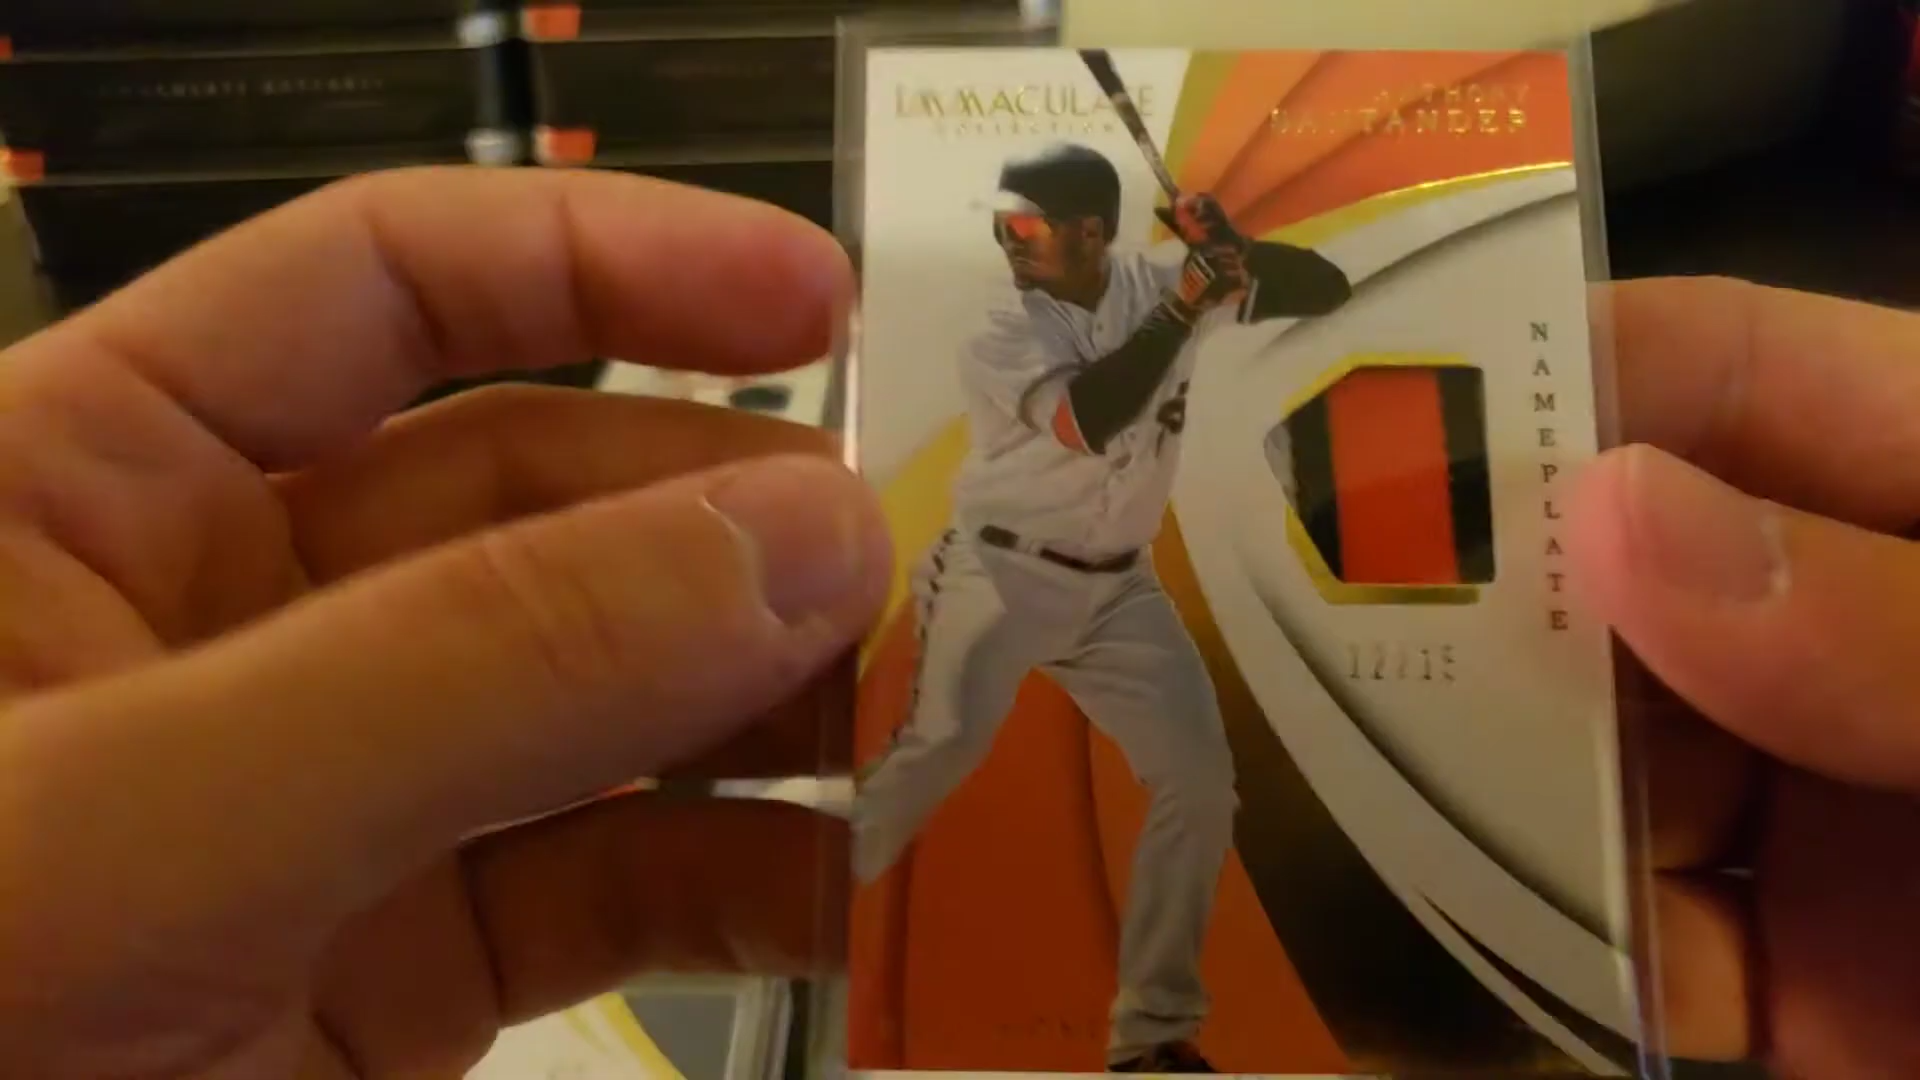 IMMACULATE
COLLECTION
ANTHONY
SANTANDER
NAMEPLATE
12/15